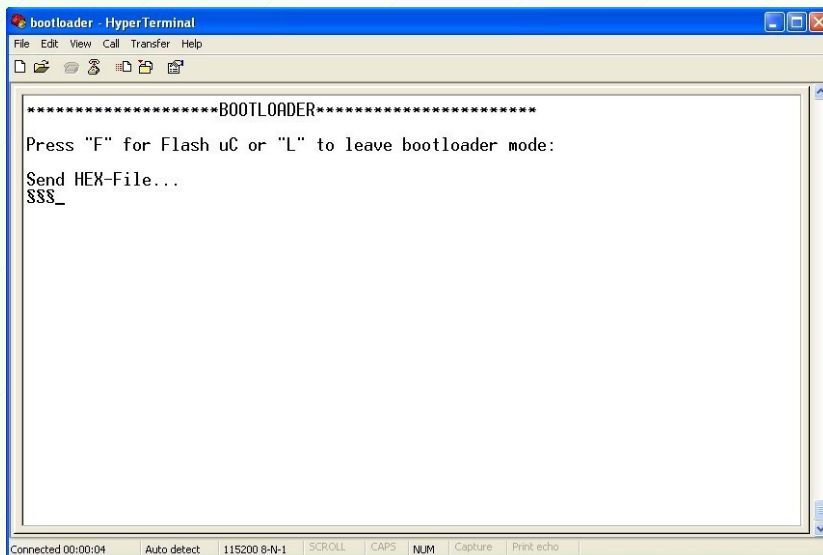 bootloader - HyperTerminal
File Edit View Call Transfer Help
********************BOOTLOADER***********************
Press "F" for Flash uC or "L" to leave bootloader mode:
Send HEX-File...
§§§_
Connected 00:00:04 Auto detect 115200 8-N-1 SCROLL CAPS NUM Capture Print echo